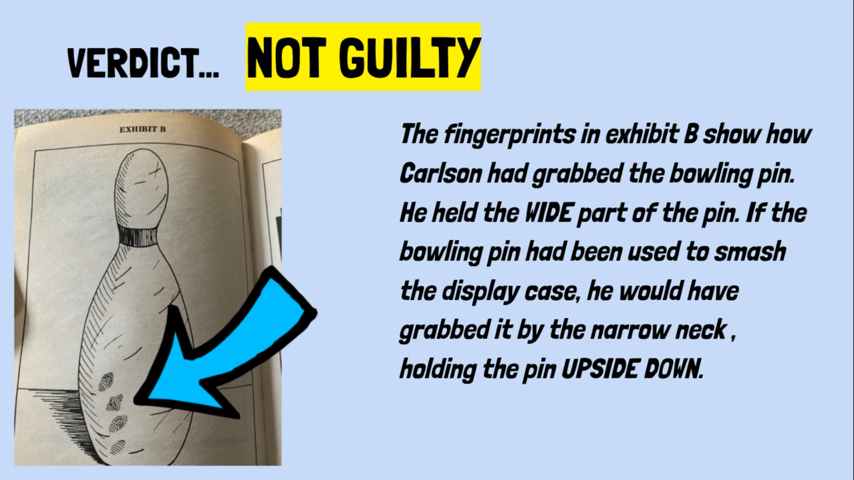 VERDICT... NOT GUILTY
EXHIBIT B
The fingerprints in exhibit B show how
Carlson had grabbed the bowling pin.
He held the WIDE part of the pin. If the
bowling pin had been used to smash
the display case, he would have
grabbed it by the narrow neck ,
holding the pin UPSIDE DOWN.